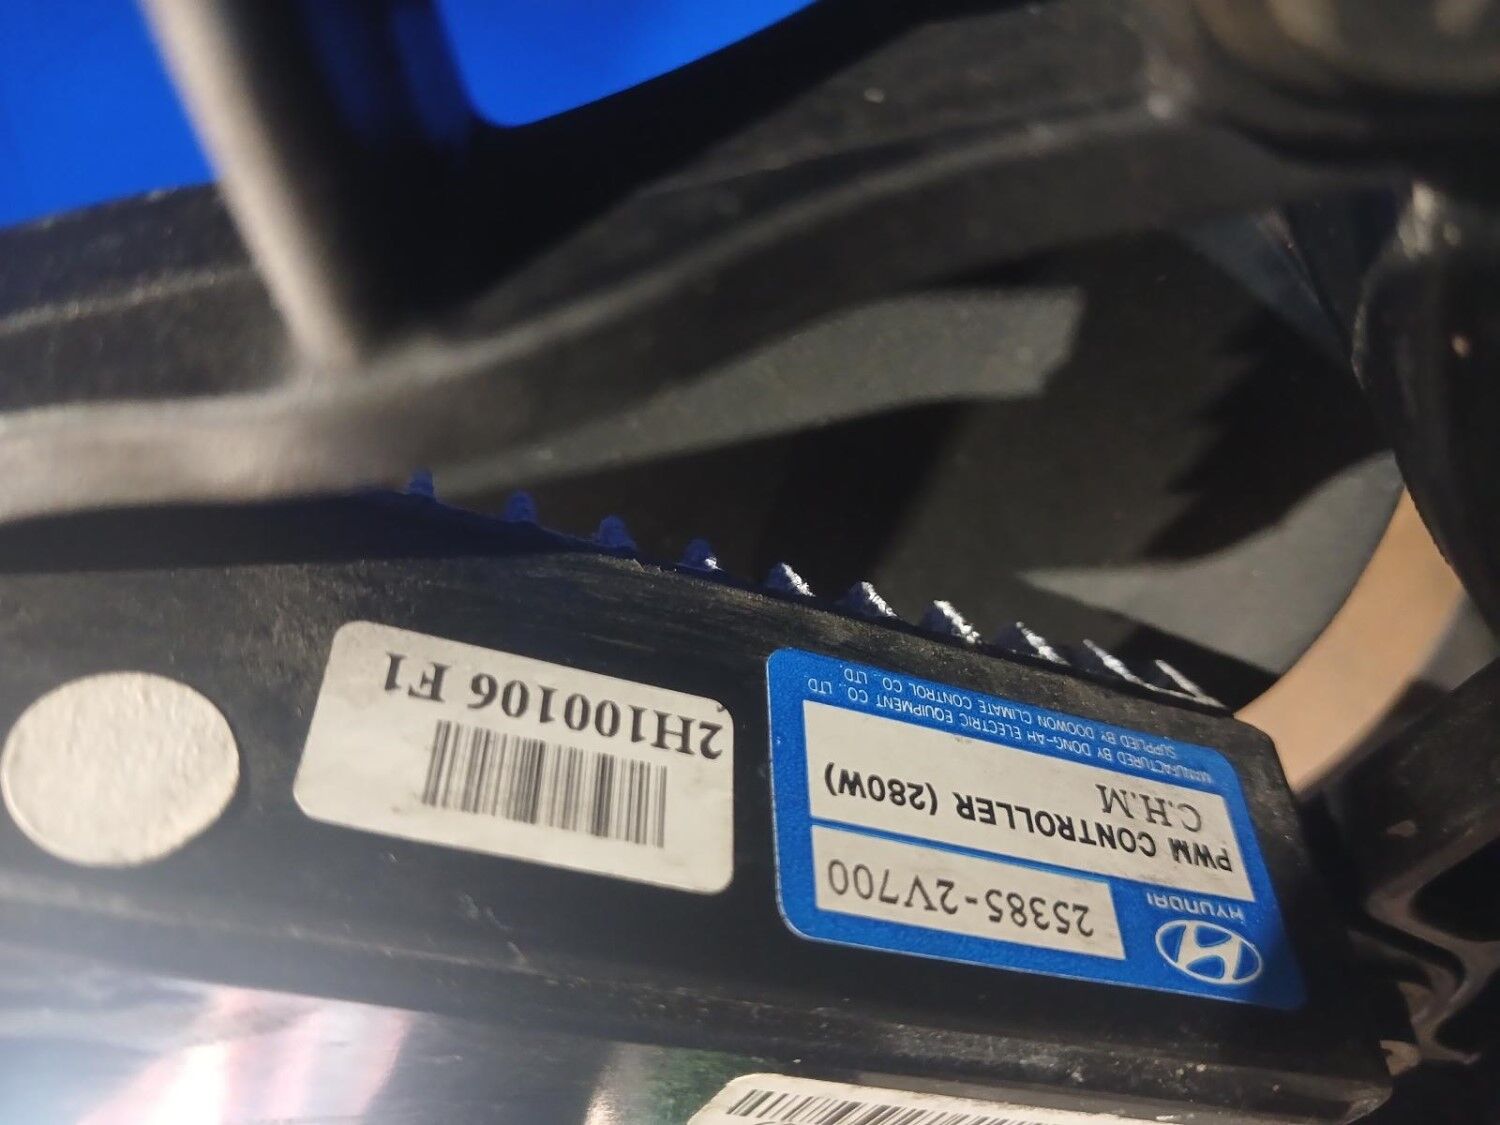 HYUNDAI
25385-2V700
PWM CONTROLLER (280W)
C.H.M
MANUFACTURED BY DONG-AH ELECTRIC EQUIPMENT CO., LTD.
SUPPLIED BY DOOWON CLIMATE CONTROL CO., LTD.
2H100106 F1